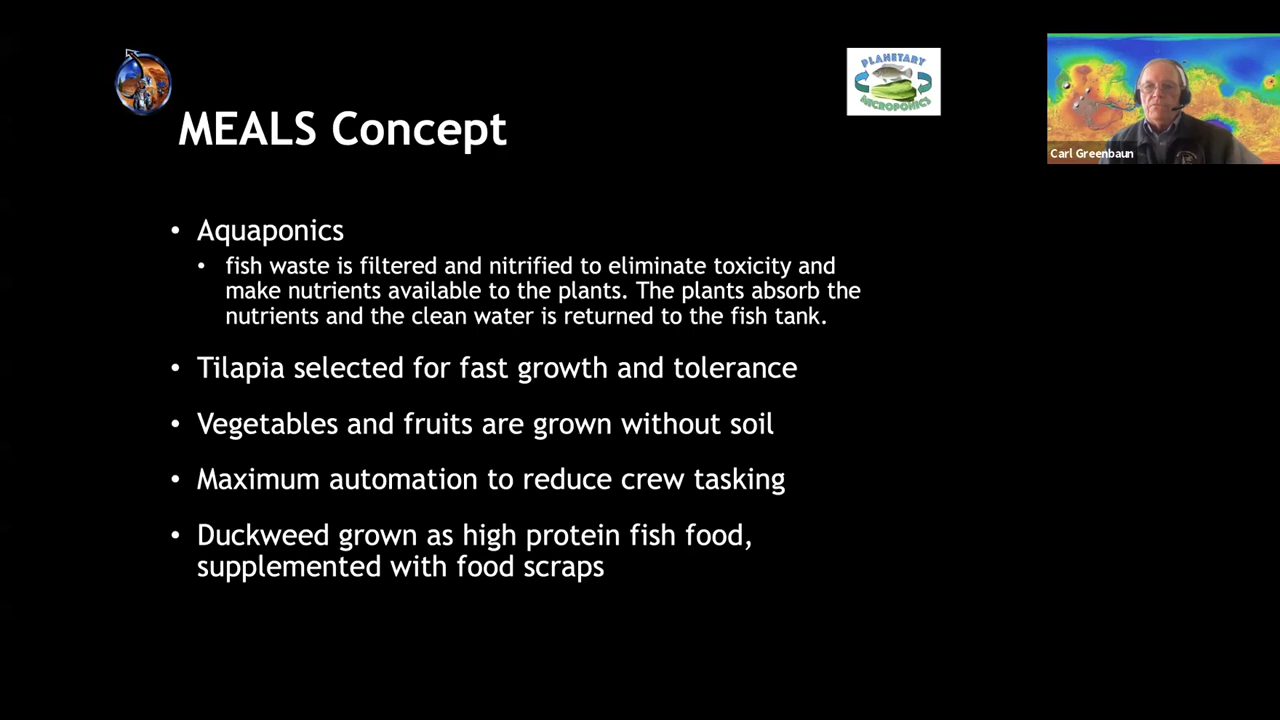 PLANETARY
MICROPONICS
Carl Greenbaun
MEALS Concept
• Aquaponics
• fish waste is filtered and nitrified to eliminate toxicity and
make nutrients available to the plants. The plants absorb the
nutrients and the clean water is returned to the fish tank.
• Tilapia selected for fast growth and tolerance
• Vegetables and fruits are grown without soil
• Maximum automation to reduce crew tasking
• Duckweed grown as high protein fish food,
supplemented with food scraps